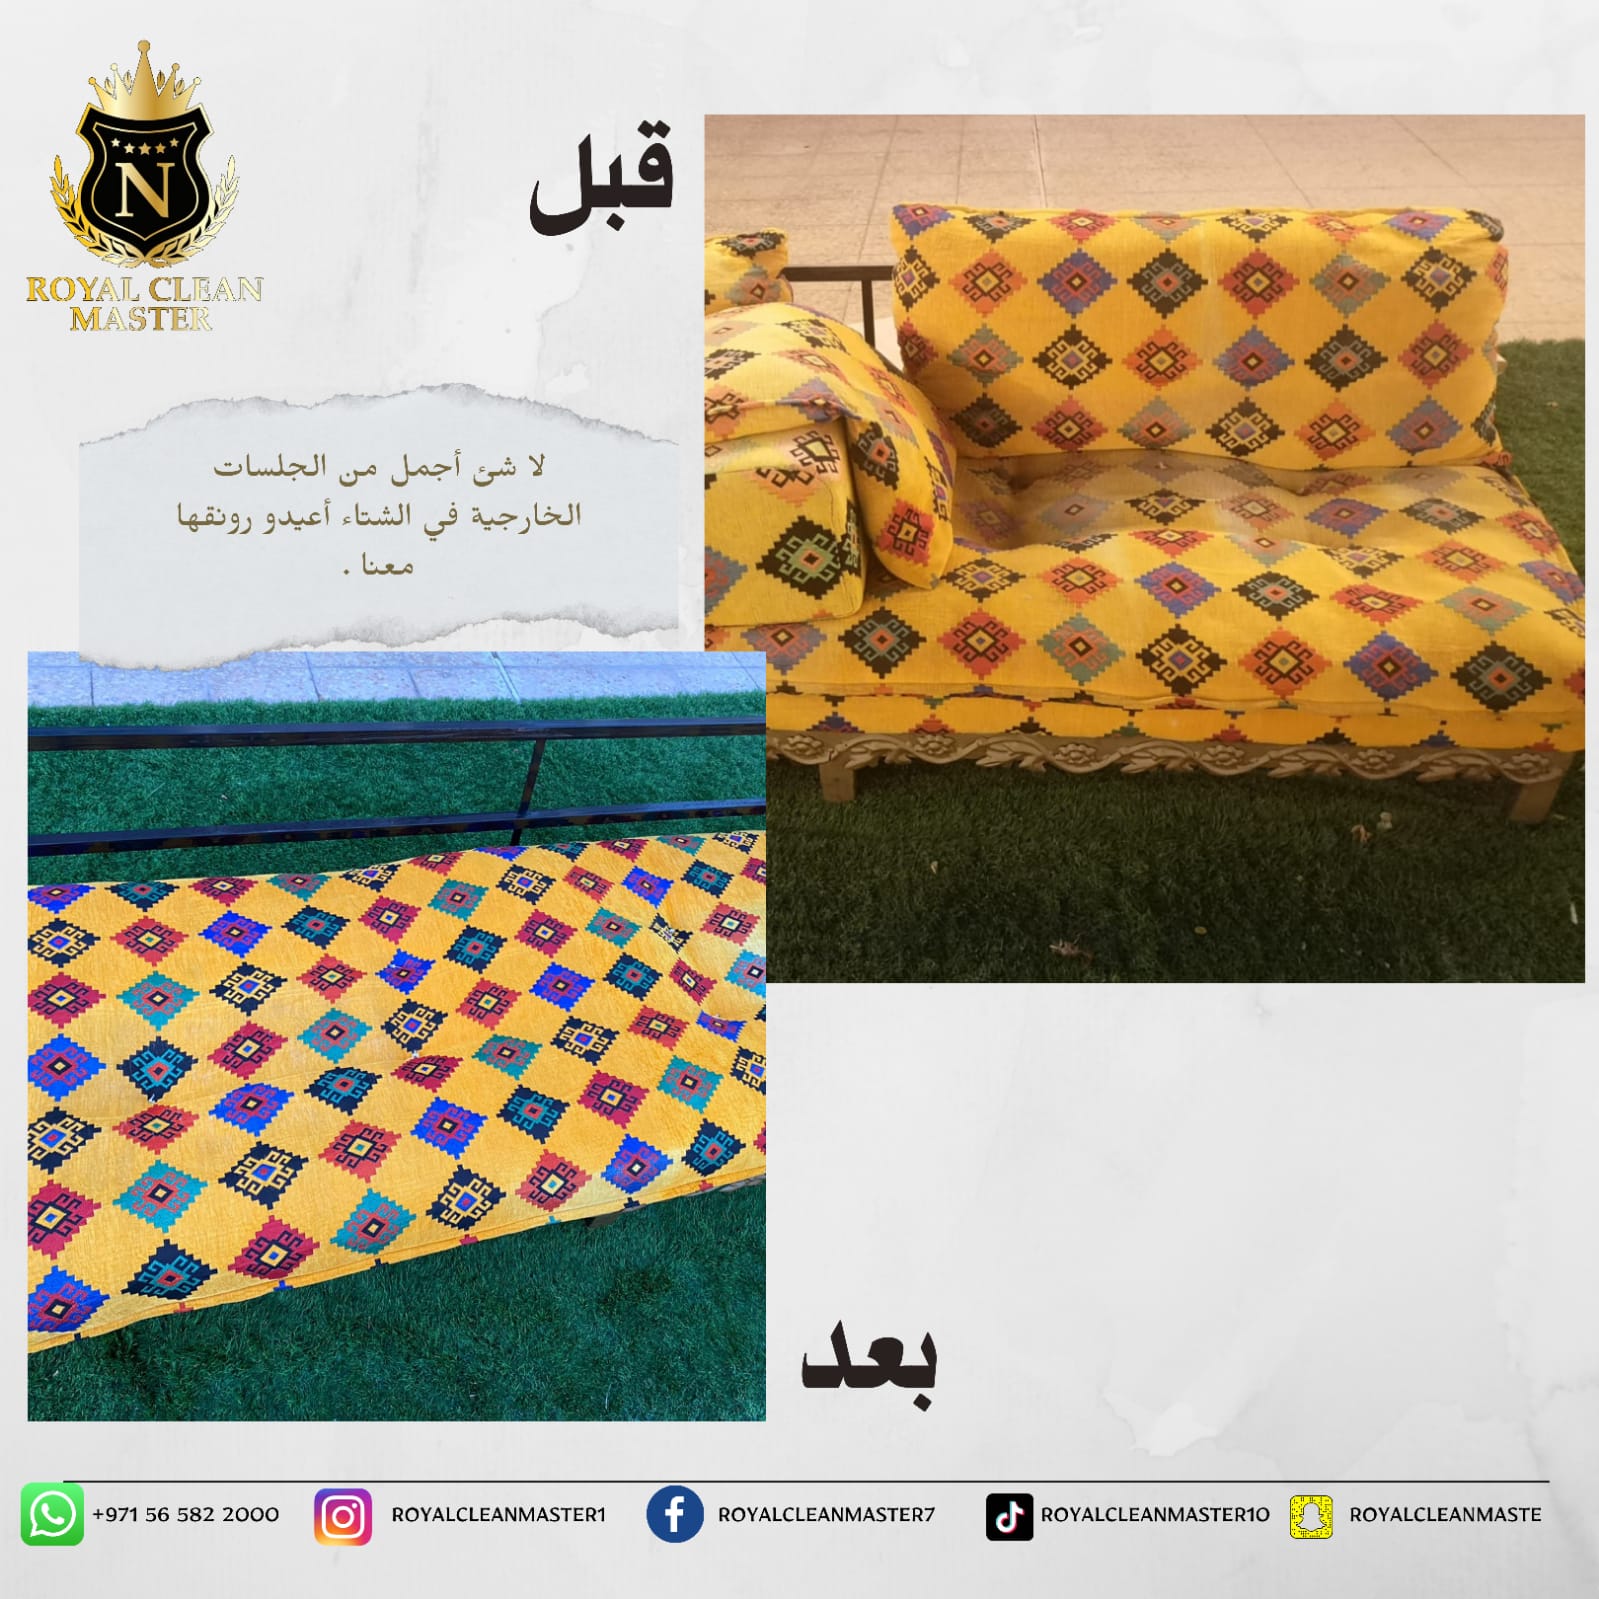 N
ROYAL CLEAN
MASTER
قبل
لا شئ أجمل من الجلسات
الخارجية في الشتاء أعيدو رونقها
معنا .
بعد
+971 56 582 2000
ROYALCLEANMASTER1
ROYALCLEANMASTER7
ROYALCLEANMASTER10
ROYALCLEANMASTE